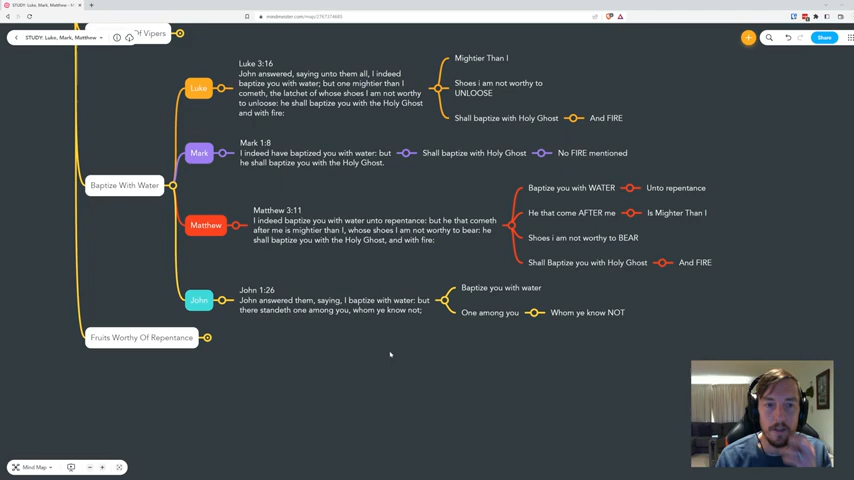 STUDY: Luke, Mark, Matthew
mindmeister.com/map/2767374680
STUDY: Luke, Mark, Matthew
Share
Of Vipers
Baptize With Water
Luke
Luke 3:16
John answered, saying unto them all, I indeed
baptize you with water; but one mightier than I
cometh, the latchet of whose shoes I am not worthy
to unloose: he shall baptize you with the Holy Ghost
and with fire:
Mightier Than I
Shoes i am not worthy to
UNLOOSE
Shall baptize with Holy Ghost
And FIRE
Mark
Mark 1:8
I indeed have baptized you with water: but
he shall baptize you with the Holy Ghost.
Shall baptize with Holy Ghost
No FIRE mentioned
Matthew
Matthew 3:11
I indeed baptize you with water unto repentance: but he that cometh
after me is mightier than I, whose shoes I am not worthy to bear: he
shall baptize you with the Holy Ghost, and with fire:
Baptize you with WATER
Unto repentance
He that come AFTER me
Is Mighter Than I
Shoes i am not worthy to BEAR
Shall Baptize you with Holy Ghost
And FIRE
John
John 1:26
John answered them, saying, I baptize with water: but
there standeth one among you, whom ye know not;
Baptize you with water
One among you
Whom ye know NOT
Fruits Worthy Of Repentance
Mind Map